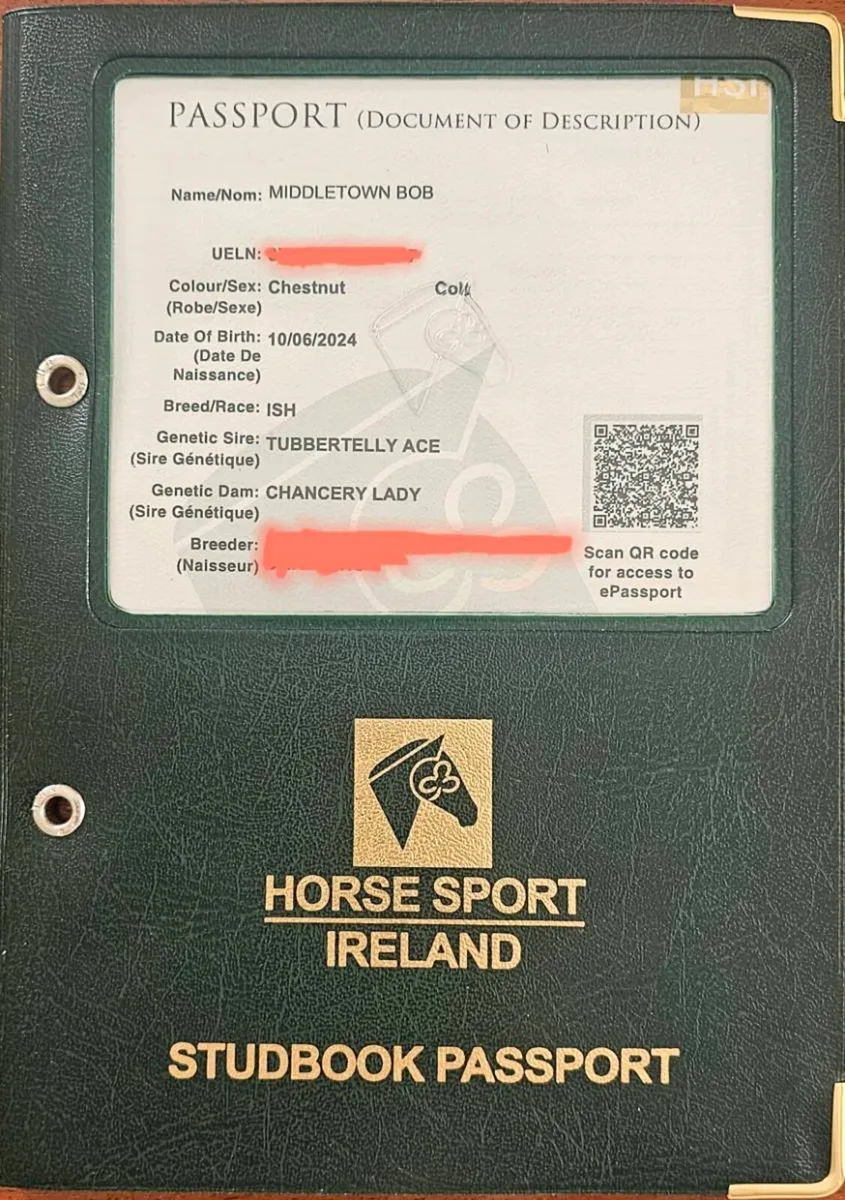 HSI
PASSPORT (DOCUMENT OF DESCRIPTION)
Name/Nom: MIDDLETOWN BOB
UELN:
Colour/Sex: Chestnut Colt
(Robe/Sexe)
Date Of Birth: 10/06/2024
(Date De
Naissance)
Breed/Race: ISH
Genetic Sire: TUBBERTELLY ACE
(Sire Génétique)
Genetic Dam: CHANCERY LADY
(Sire Génétique)
Breeder:
(Naisseur)
Scan QR code
for access to
ePassport
HORSE SPORT
IRELAND
STUDBOOK PASSPORT